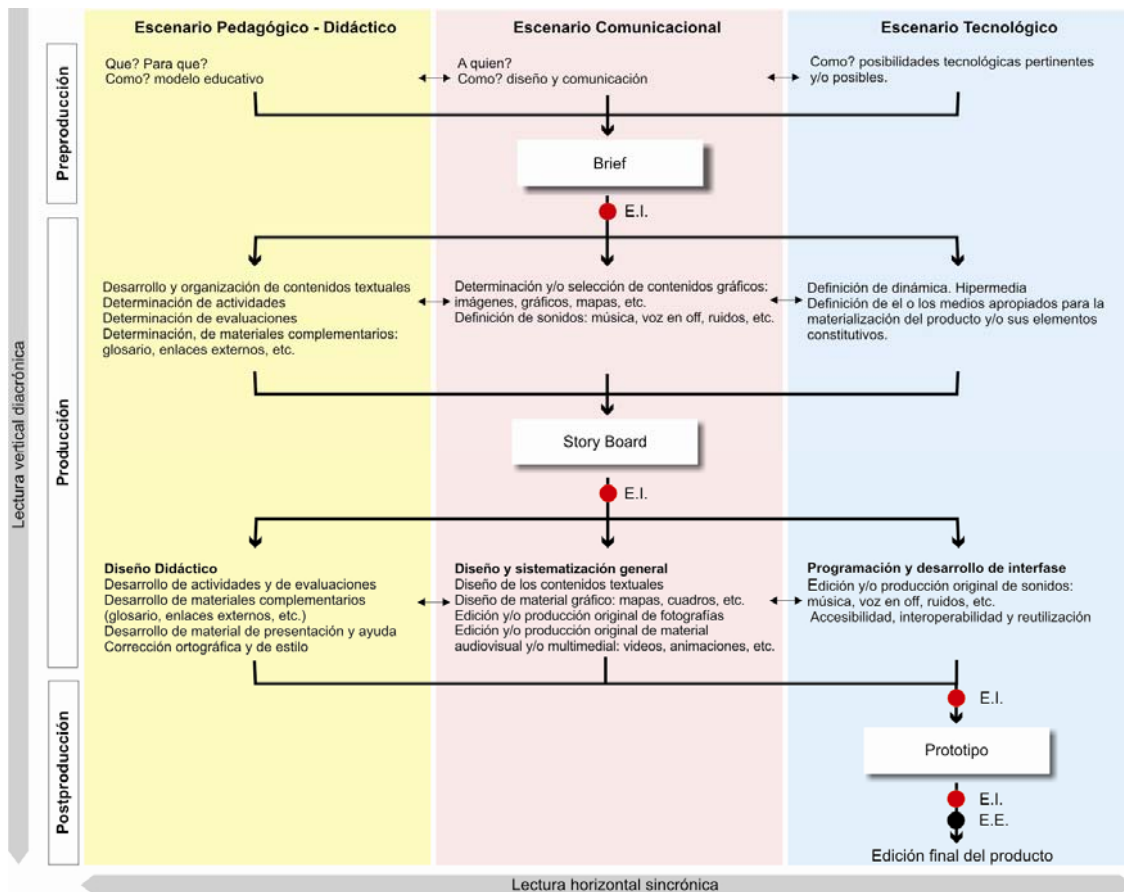 Escenario Pedagógico - Didáctico
Escenario Comunicacional
Escenario Tecnológico
Preproducción
Que? Para que?
Como? modelo educativo
A quien?
Como? diseño y comunicación
Como? posibilidades tecnológicas pertinentes
y/o posibles.
Brief
E.I.
Producción
Desarrollo y organización de contenidos textuales
Determinación de actividades
Determinación de evaluaciones
Determinación, de materiales complementarios:
glosario, enlaces externos, etc.
Determinación y/o selección de contenidos gráficos:
imágenes, gráficos, mapas, etc.
Definición de sonidos: música, voz en off, ruidos, etc.
Definición de dinámica. Hipermedia
Definición de el o los medios apropiados para la
materialización del producto y/o sus elementos
constitutivos.
Story Board
E.I.
Diseño Didáctico
Desarrollo de actividades y de evaluaciones
Desarrollo de materiales complementarios
(glosario, enlaces externos, etc.)
Desarrollo de material de presentación y ayuda
Corrección ortográfica y de estilo
Diseño y sistematización general
Diseño de los contenidos textuales
Diseño de material gráfico: mapas, cuadros, etc.
Edición y/o producción original de fotografías
Edición y/o producción original de material
audiovisual y/o multimedial: videos, animaciones, etc.
Programación y desarrollo de interfase
Edición y/o producción original de sonidos:
música, voz en off, ruidos, etc.
Accesibilidad, interoperabilidad y reutilización
Postproducción
E.I.
Prototipo
E.I.
E.E.
Edición final del producto
Lectura vertical diacrónica
Lectura horizontal sincrónica